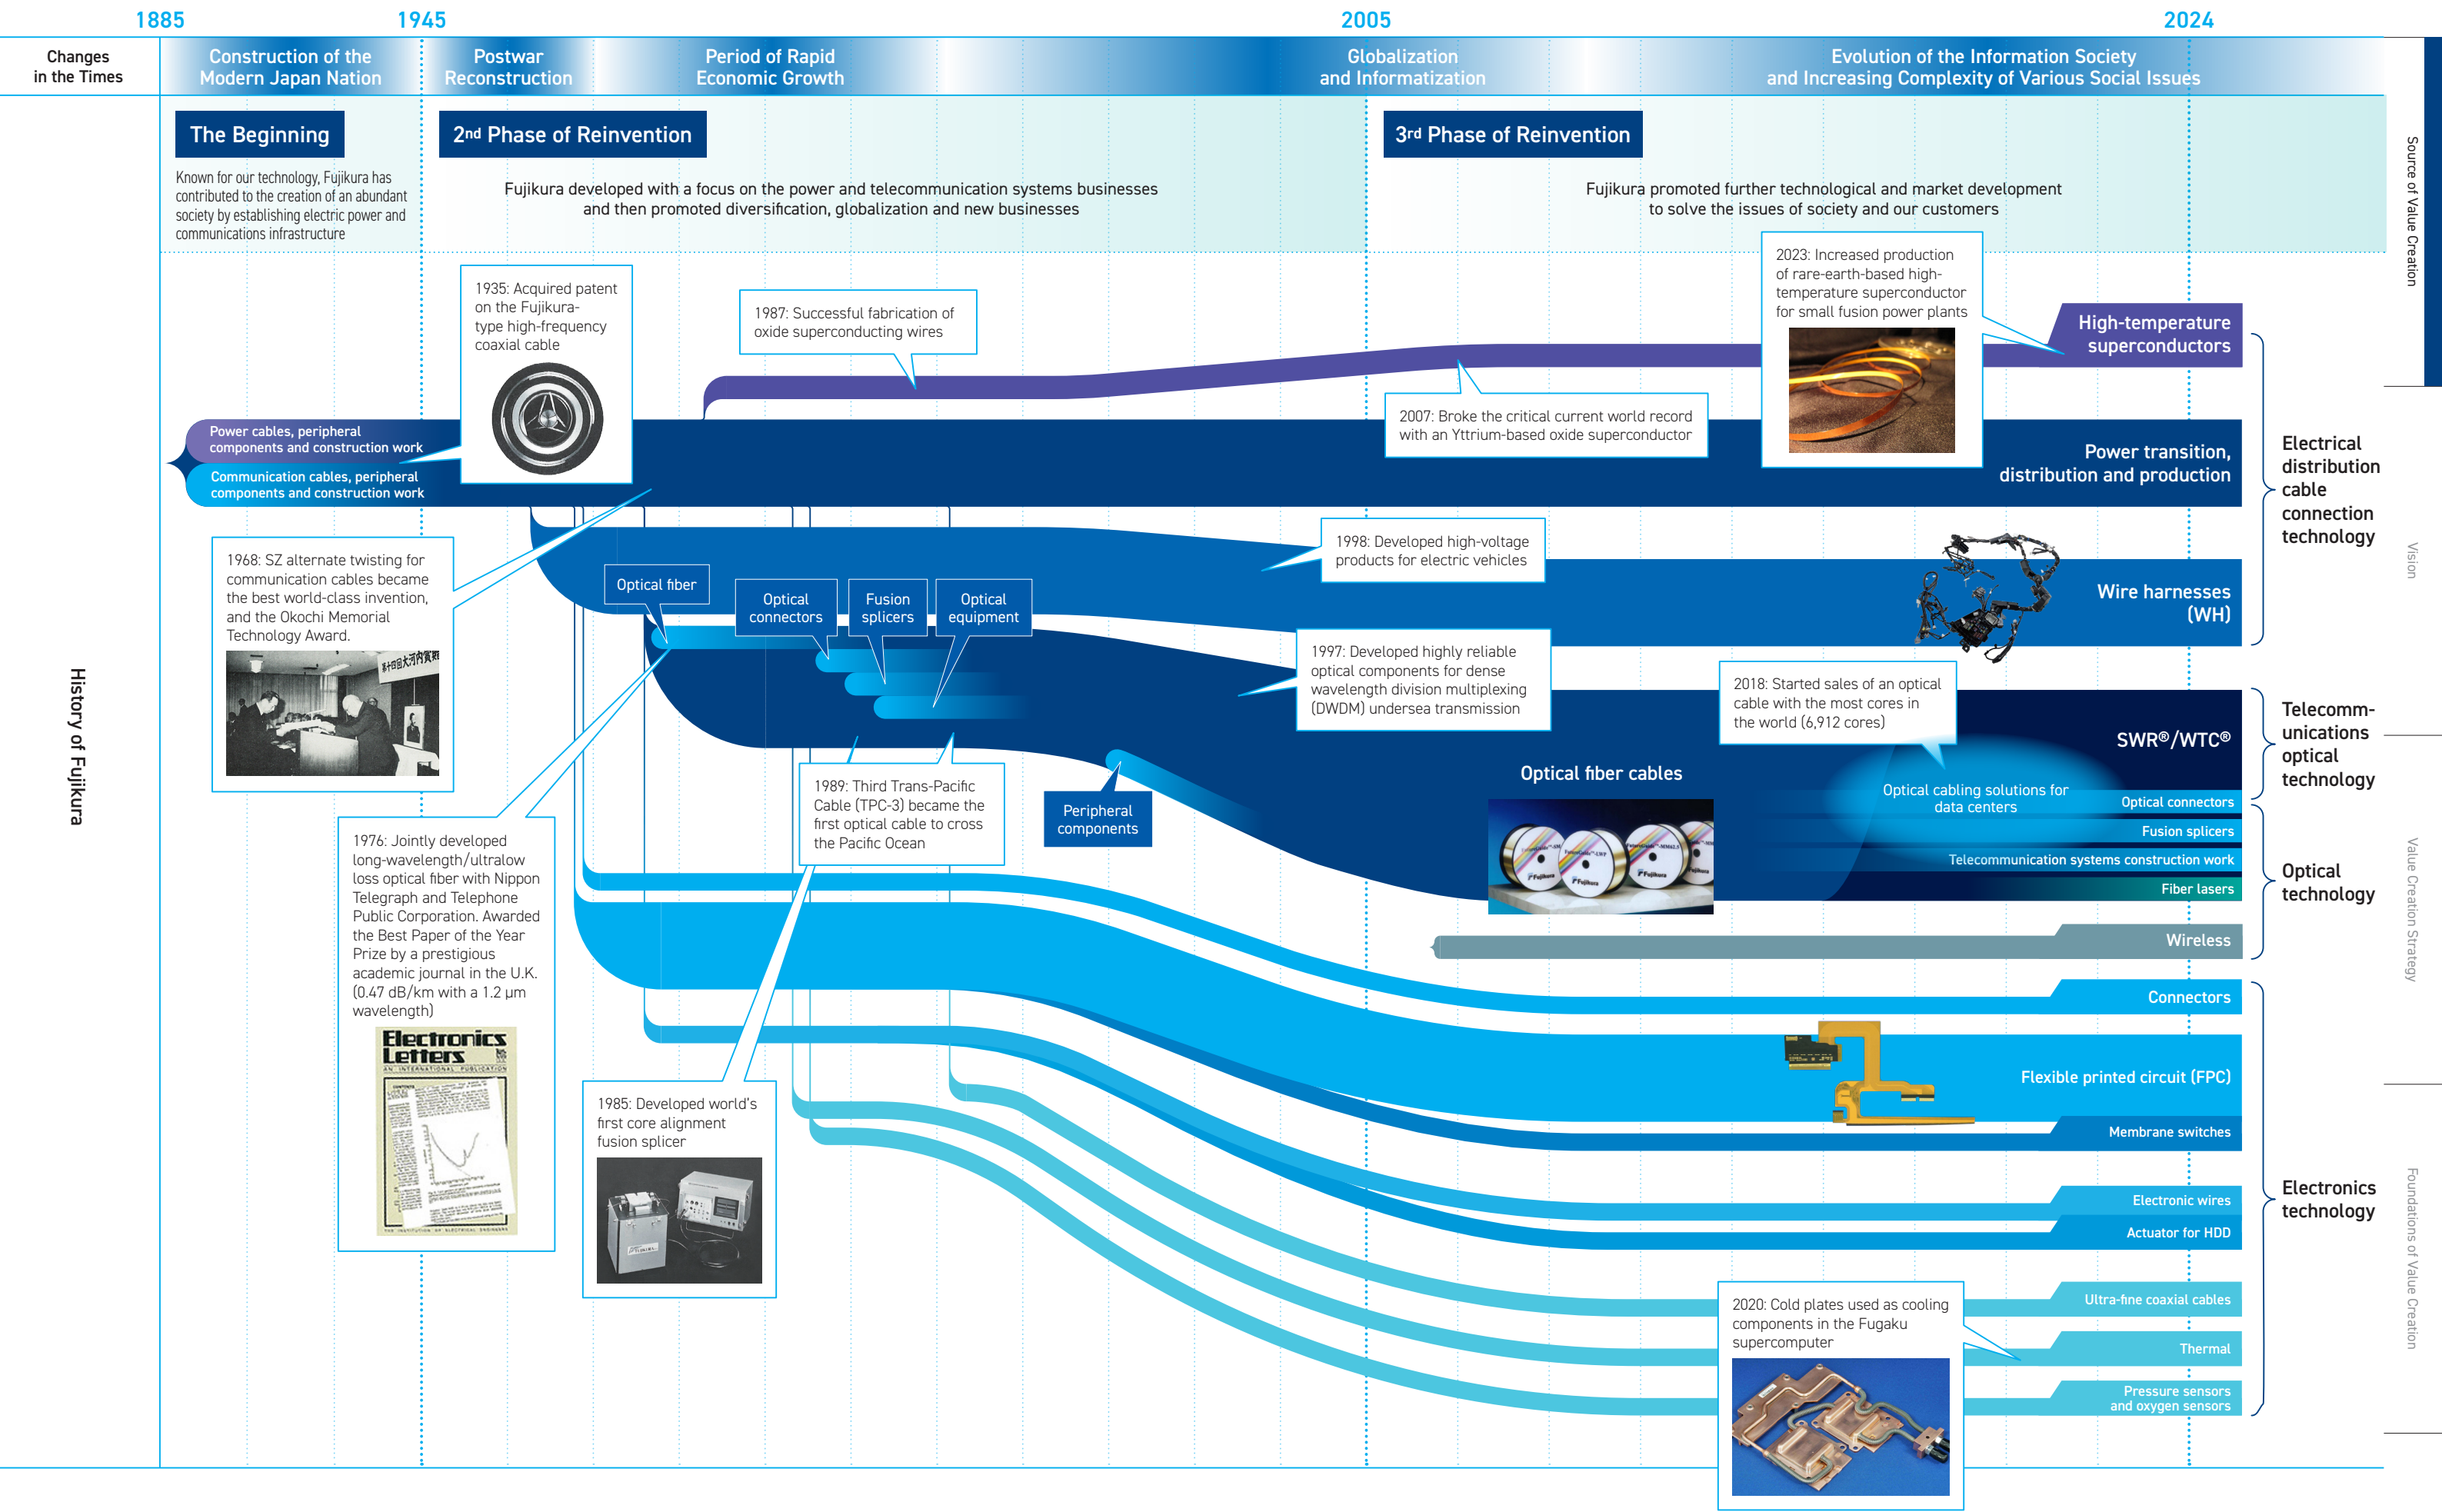 1885
1945
2005
2024
Changes
in the Times
Construction of the
Modern Japan Nation
Postwar
Reconstruction
Period of Rapid
Economic Growth
Globalization
and Informatization
Evolution of the Information Society
and Increasing Complexity of Various Social Issues
The Beginning
Known for our technology, Fujikura has
contributed to the creation of an abundant
society by establishing electric power and
communications infrastructure
2nd Phase of Reinvention
Fujikura developed with a focus on the power and telecommunication systems businesses
and then promoted diversification, globalization and new businesses
3rd Phase of Reinvention
Fujikura promoted further technological and market development
to solve the issues of society and our customers
History of Fujikura
1935: Acquired patent
on the Fujikura-
type high-frequency
coaxial cable
1987: Successful fabrication of
oxide superconducting wires
2023: Increased production
of rare-earth-based high-
temperature superconductor
for small fusion power plants
High-temperature
superconductors
2007: Broke the critical current world record
with an Yttrium-based oxide superconductor
Power cables, peripheral
components and construction work
Communication cables, peripheral
components and construction work
Power transition,
distribution and production
Electrical
distribution
cable
connection
technology
1968: SZ alternate twisting for
communication cables became
the best world-class invention,
and the Okochi Memorial
Technology Award.
第十四回大河内賞
1998: Developed high-voltage
products for electric vehicles
Wire harnesses
(WH)
Optical fiber
Optical
connectors
Fusion
splicers
Optical
equipment
1997: Developed highly reliable
optical components for dense
wavelength division multiplexing
(DWDM) undersea transmission
2018: Started sales of an optical
cable with the most cores in
the world (6,912 cores)
SWR®/WTC®
Telecomm-
unications
optical
technology
Optical fiber cables
Fujikura
Fujikura
Fujikura
Optical cabling solutions for
data centers
Optical connectors
Fusion splicers
Telecommunication systems construction work
Fiber lasers
Optical
technology
Wireless
1989: Third Trans-Pacific
Cable (TPC-3) became the
first optical cable to cross
the Pacific Ocean
Peripheral
components
1976: Jointly developed
long-wavelength/ultralow
loss optical fiber with Nippon
Telegraph and Telephone
Public Corporation. Awarded
the Best Paper of the Year
Prize by a prestigious
academic journal in the U.K.
(0.47 dB/km with a 1.2 μm
wavelength)
Electronics
Letters
AN INTERNATIONAL PUBLICATION
CONTENTS
THE INSTITUTION OF ELECTRICAL ENGINEERS
1985: Developed world's
first core alignment
fusion splicer
Connectors
Flexible printed circuit (FPC)
Membrane switches
Electronic wires
Actuator for HDD
Electronics
technology
2020: Cold plates used as cooling
components in the Fugaku
supercomputer
Ultra-fine coaxial cables
Thermal
Pressure sensors
and oxygen sensors
Source of Value Creation
Vision
Value Creation Strategy
Foundations of Value Creation